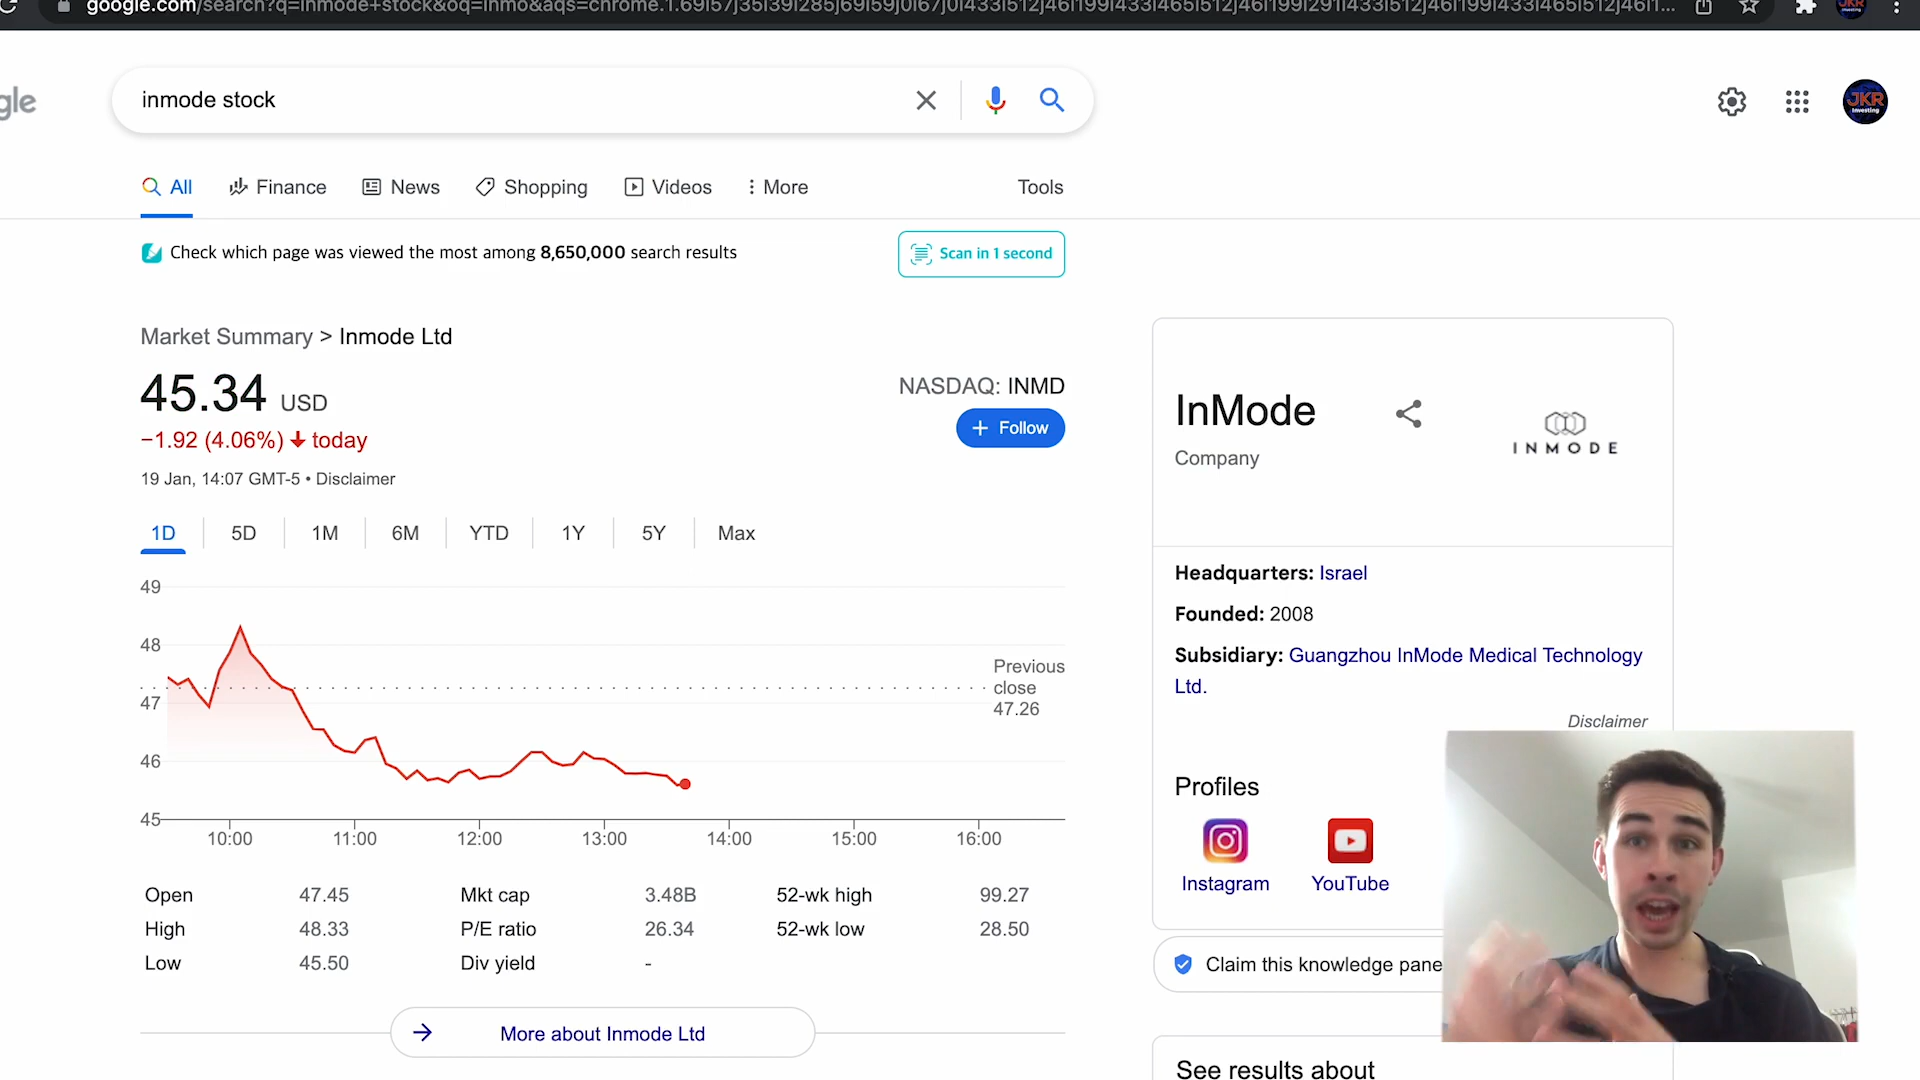 google.com/search?q=inmode+stock&oq=inmo&aqs=chrome.1.69i57j35i39i285j69i59j0i67j0i433i512j46i199i433i465i512j46i199i291i433i512j46i199i433i465i512j46i1...
gle
inmode stock
JKR
Investing
All
Finance
News
Shopping
Videos
More
Tools
Check which page was viewed the most among 8,650,000 search results
Scan in 1 second
Market Summary > Inmode Ltd
45.34 USD
NASDAQ: INMD
+ Follow
−1.92 (4.06%) ↓ today
19 Jan, 14:07 GMT-5 • Disclaimer
1D
5D
1M
6M
YTD
1Y
5Y
Max
49
48
47
46
45
Previous
close
47.26
10:00
11:00
12:00
13:00
14:00
15:00
16:00
Open 47.45
Mkt cap 3.48B
52-wk high 99.27
High 48.33
P/E ratio 26.34
52-wk low 28.50
Low 45.50
Div yield -
More about Inmode Ltd
InMode
Company
INMODE
Headquarters: Israel
Founded: 2008
Subsidiary: Guangzhou InMode Medical Technology
Ltd.
Disclaimer
Profiles
Instagram
YouTube
Claim this knowledge pane
See results about